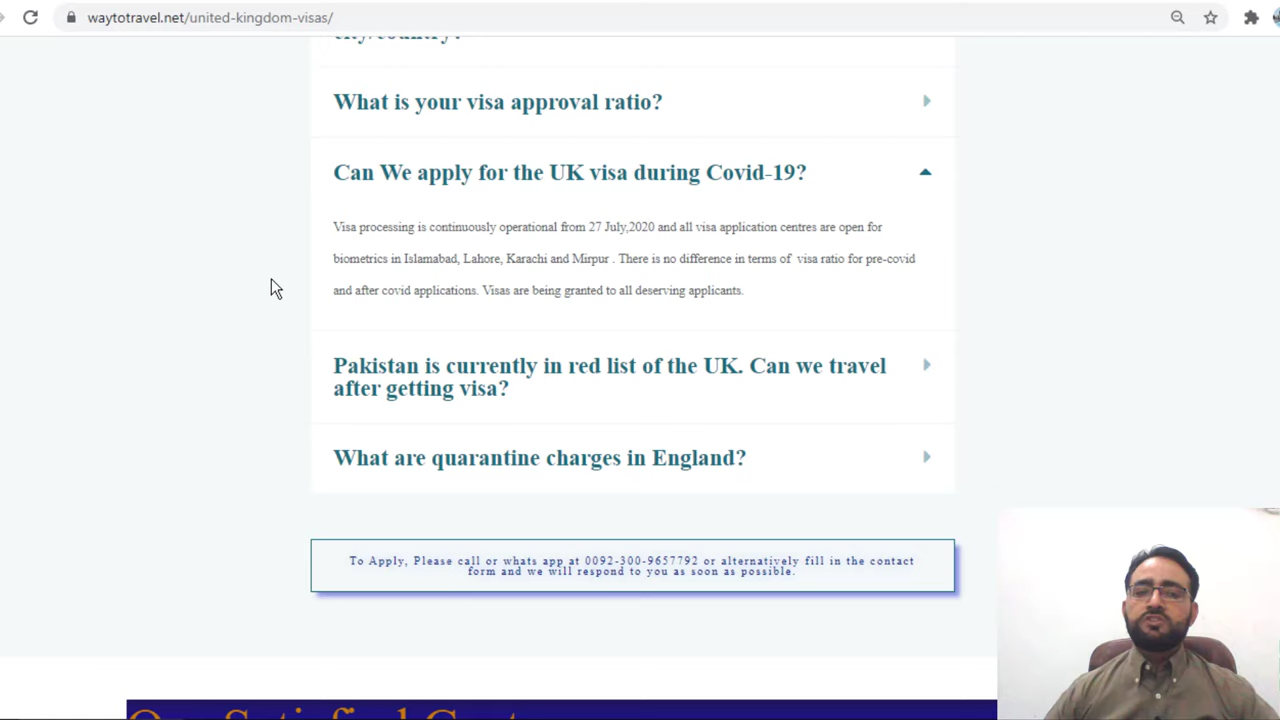 waytotravel.net/united-kingdom-visas/
city/country?
What is your visa approval ratio?
Can We apply for the UK visa during Covid-19?
Visa processing is continuously operational from 27 July,2020 and all visa application centres are open for
biometrics in Islamabad, Lahore, Karachi and Mirpur . There is no difference in terms of visa ratio for pre-covid
and after covid applications. Visas are being granted to all deserving applicants.
Pakistan is currently in red list of the UK. Can we travel
after getting visa?
What are quarantine charges in England?
To Apply, Please call or whats app at 0092-300-9657792 or alternatively fill in the contact
form and we will respond to you as soon as possible.
Our Satisfied